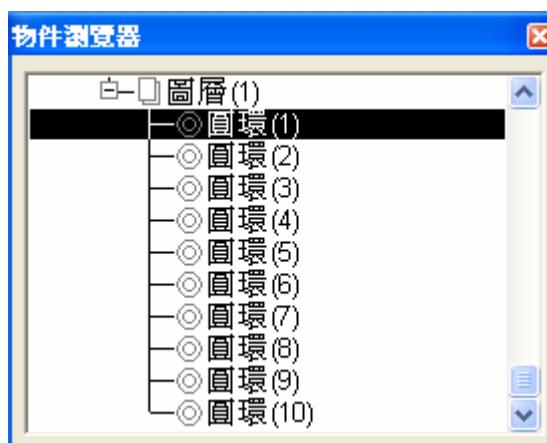 物件瀏覽器
圖層(1)
圓環(1)
圓環(2)
圓環(3)
圓環(4)
圓環(5)
圓環(6)
圓環(7)
圓環(8)
圓環(9)
圓環(10)